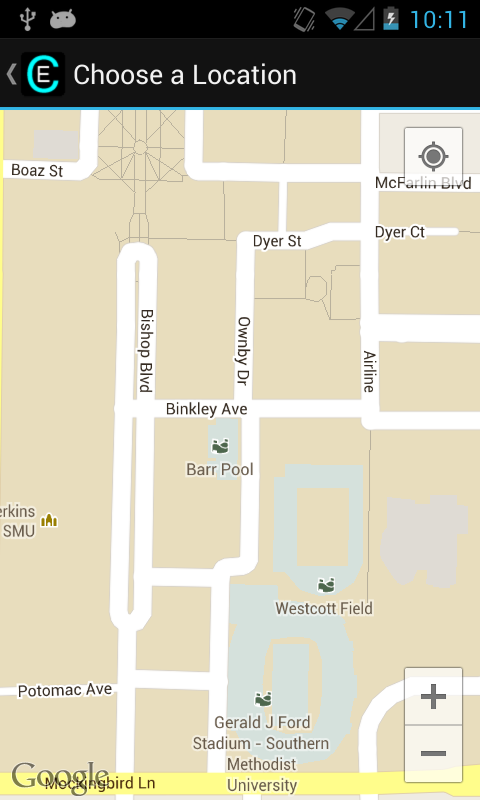 10:11
CE Choose a Location
Boaz St
McFarlin Blvd
Dyer St
Dyer Ct
Bishop Blvd
Ownby Dr
Airline
Binkley Ave
Barr Pool
erkins
SMU
Westcott Field
Potomac Ave
Gerald J Ford
Stadium - Southern
Methodist
University
Google
Mockingbird Ln